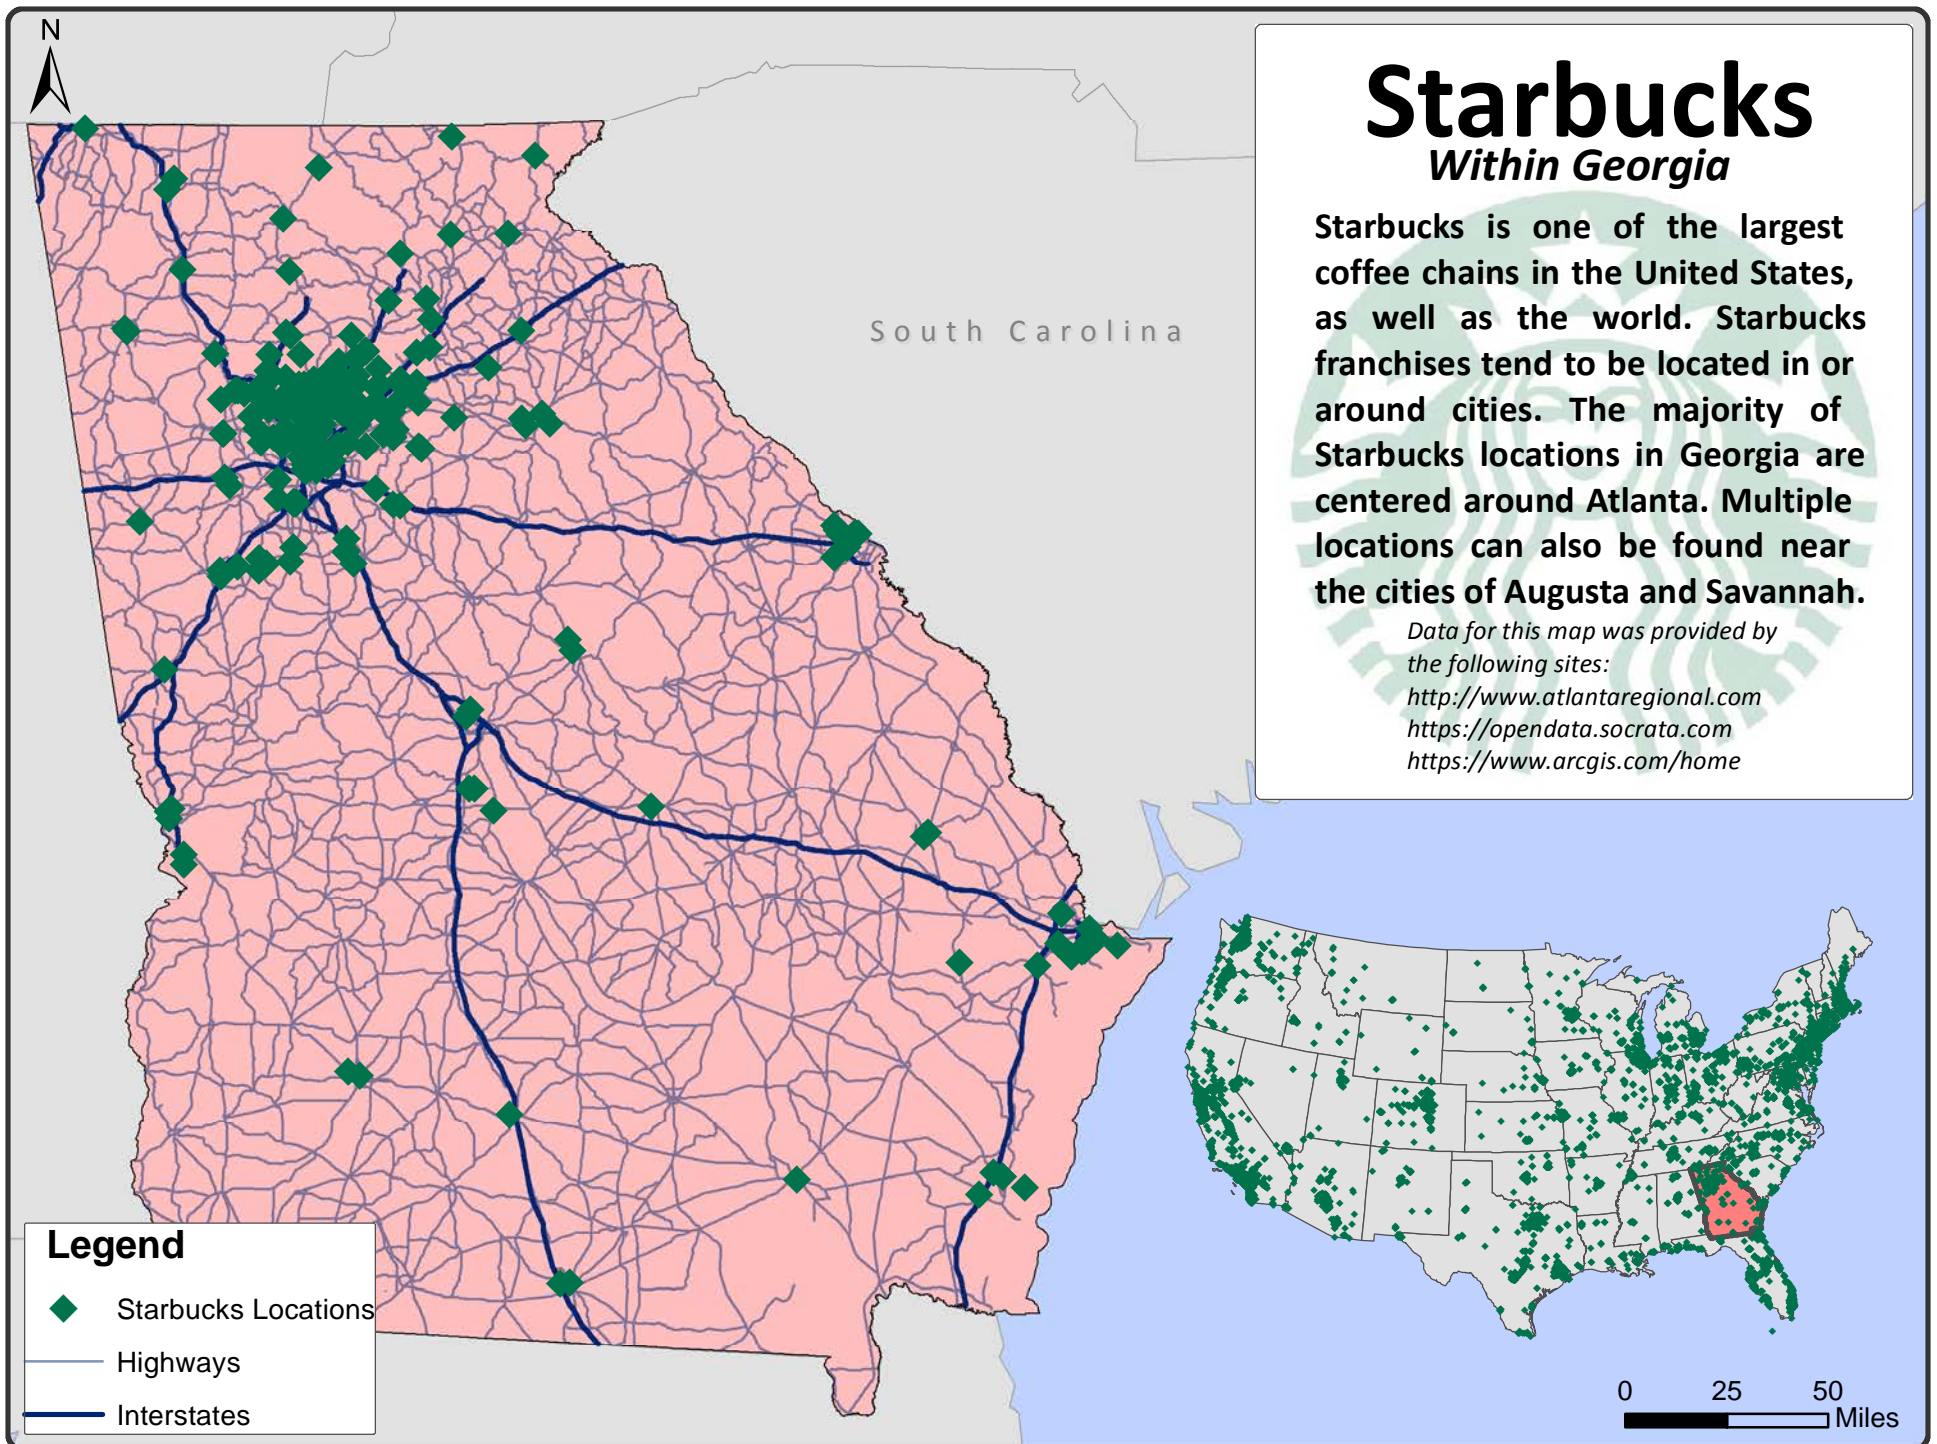 N
Starbucks
Within Georgia
Starbucks is one of the largest
coffee chains in the United States,
as well as the world. Starbucks
franchises tend to be located in or
around cities. The majority of
Starbucks locations in Georgia are
centered around Atlanta. Multiple
locations can also be found near
the cities of Augusta and Savannah.
Data for this map was provided by
the following sites:
http://www.atlantaregional.com
https://opendata.socrata.com
https://www.arcgis.com/home
South Carolina
Legend
Starbucks Locations
Highways
Interstates
0 25 50
Miles